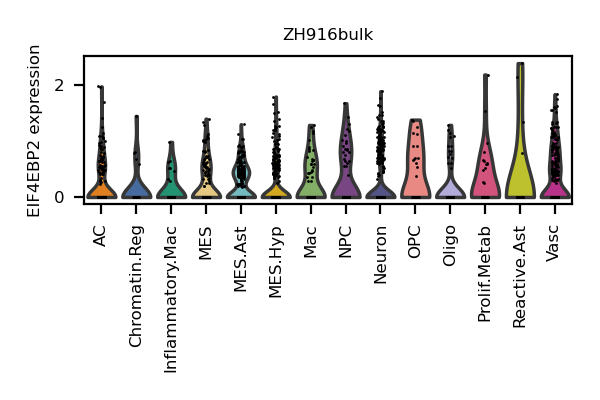 ZH916bulk
EIF4EBP2 expression
2
0
AC
Chromatin.Reg
Inflammatory.Mac
MES
MES.Ast
MES.Hyp
Mac
NPC
Neuron
OPC
Oligo
Prolif.Metab
Reactive.Ast
Vasc